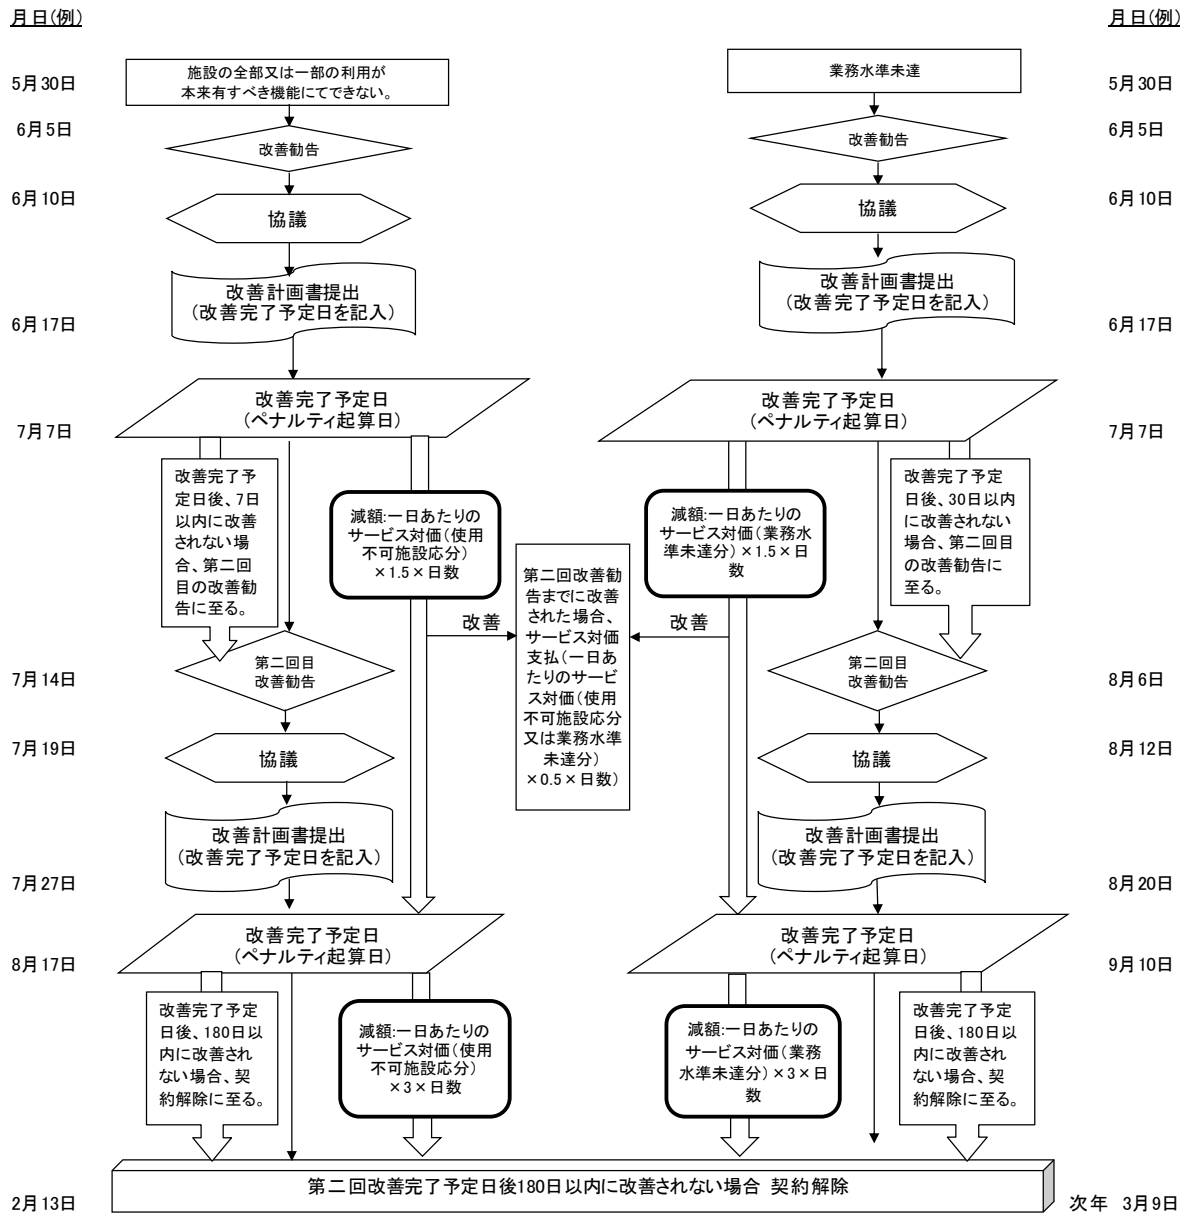 月日(例)
月日(例)
5月30日
施設の全部又は一部の利用が
本来有すべき機能にてできない。
業務水準未達
5月30日
6月5日
改善勧告
改善勧告
6月5日
6月10日
協議
協議
6月10日
改善計画書提出
(改善完了予定日を記入)
改善計画書提出
(改善完了予定日を記入)
6月17日
6月17日
改善完了予定日
(ペナルティ起算日)
改善完了予定日
(ペナルティ起算日)
7月7日
7月7日
改善完了予
定日後、7日
以内に改善
されない場
合、第二回
目の改善勧
告に至る。
減額:一日あたりの
サービス対価(使用
不可施設応分)
×1.5×日数
減額:一日あたりの
サービス対価(業務水
準未達分)×1.5×日
数
改善完了予定
日後、30日以内
に改善されない
場合、第二回目
の改善勧告に
至る。
改善
第二回改善勧
告までに改善
された場合、
サービス対価
支払(一日あ
たりのサービ
ス対価(使用
不可施設応分
又は業務水準
未達分)
×0.5×日数)
改善
7月14日
第二回目
改善勧告
第二回目
改善勧告
8月6日
7月19日
協議
協議
8月12日
改善計画書提出
(改善完了予定日を記入)
改善計画書提出
(改善完了予定日を記入)
7月27日
8月20日
改善完了予定日
(ペナルティ起算日)
改善完了予定日
(ペナルティ起算日)
8月17日
9月10日
改善完了予定
日後、180日以
内に改善され
ない場合、契
約解除に至る。
減額:一日あたりの
サービス対価(使用
不可施設応分)
×3×日数
減額:一日あたりの
サービス対価(業務
水準未達分)×3×日
数
改善完了予定
日後、180日以
内に改善され
ない場合、契
約解除に至る。
第二回改善完了予定日後180日以内に改善されない場合 契約解除
2月13日
次年 3月9日